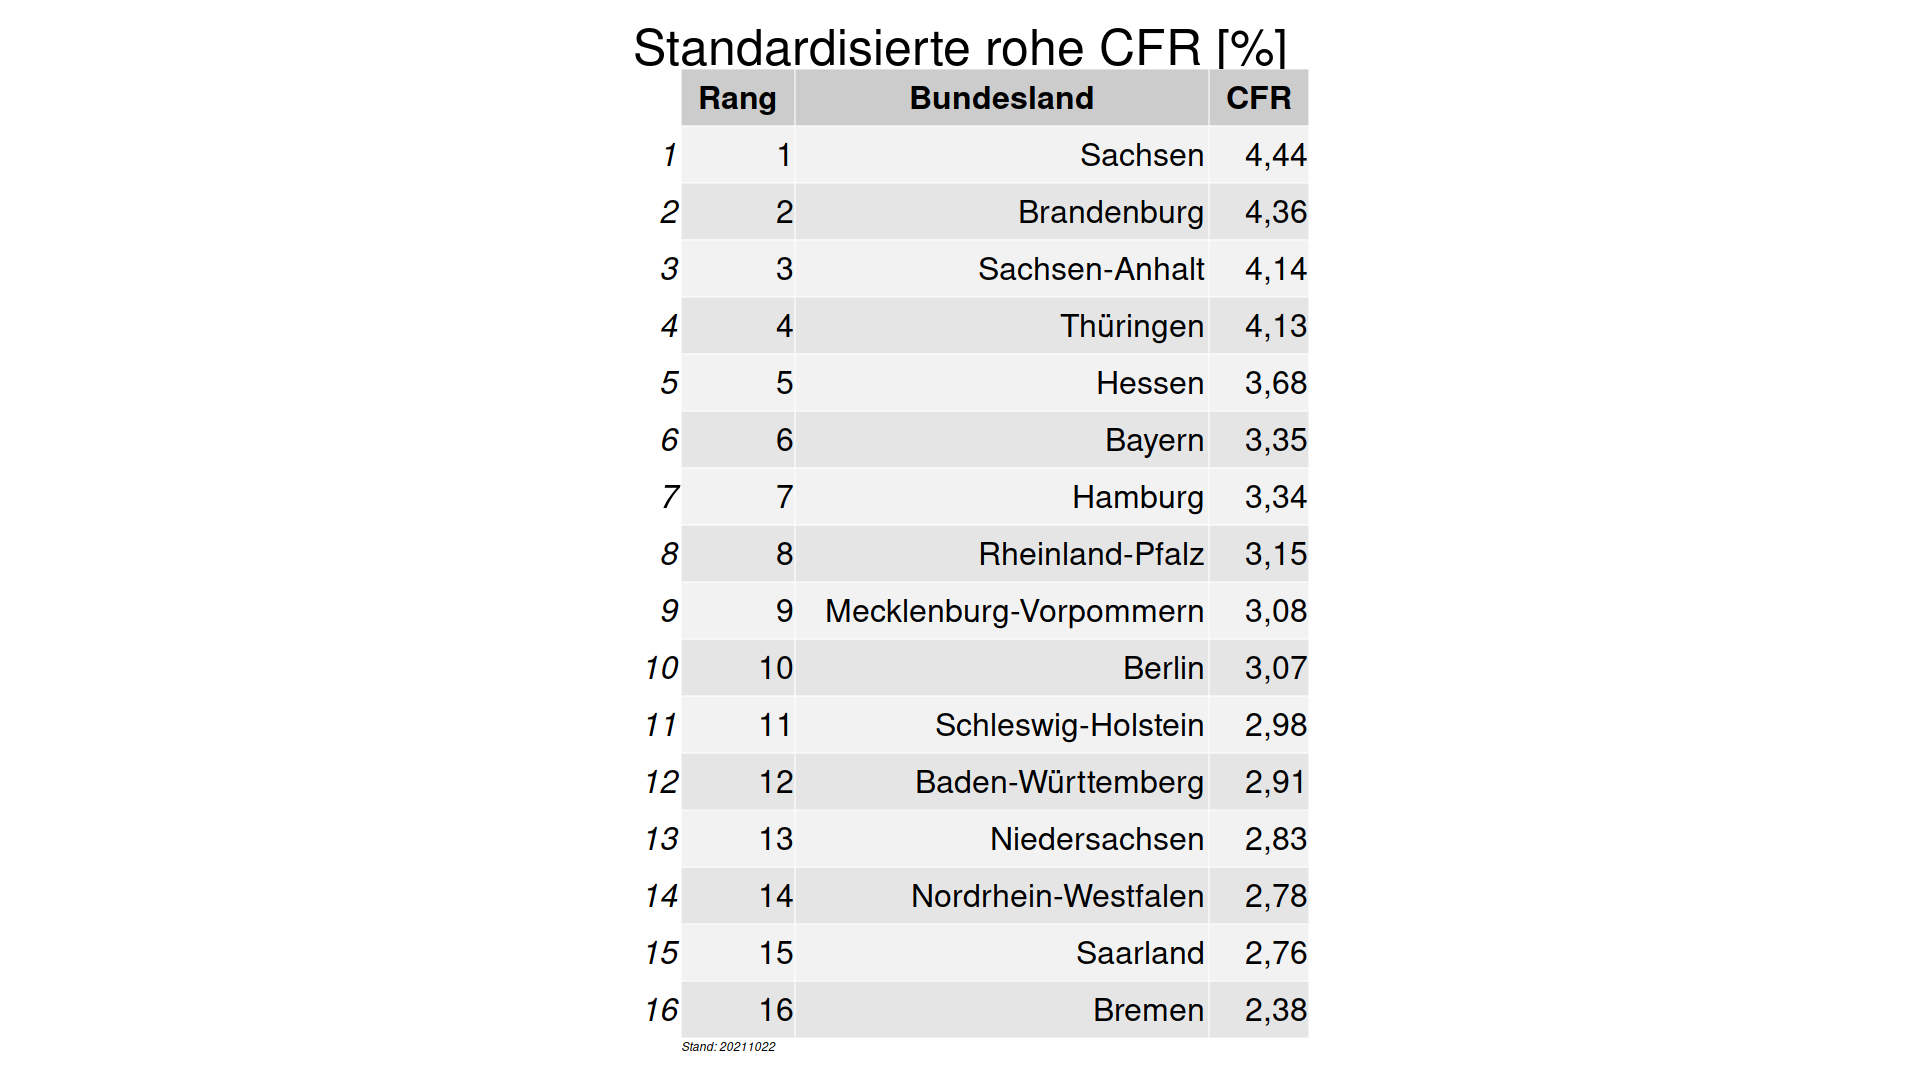 Standardisierte rohe CFR [%]
Rang Bundesland CFR
1 1 Sachsen 4,44
2 2 Brandenburg 4,36
3 3 Sachsen-Anhalt 4,14
4 4 Thüringen 4,13
5 5 Hessen 3,68
6 6 Bayern 3,35
7 7 Hamburg 3,34
8 8 Rheinland-Pfalz 3,15
9 9 Mecklenburg-Vorpommern 3,08
10 10 Berlin 3,07
11 11 Schleswig-Holstein 2,98
12 12 Baden-Württemberg 2,91
13 13 Niedersachsen 2,83
14 14 Nordrhein-Westfalen 2,78
15 15 Saarland 2,76
16 16 Bremen 2,38
Stand: 20211022